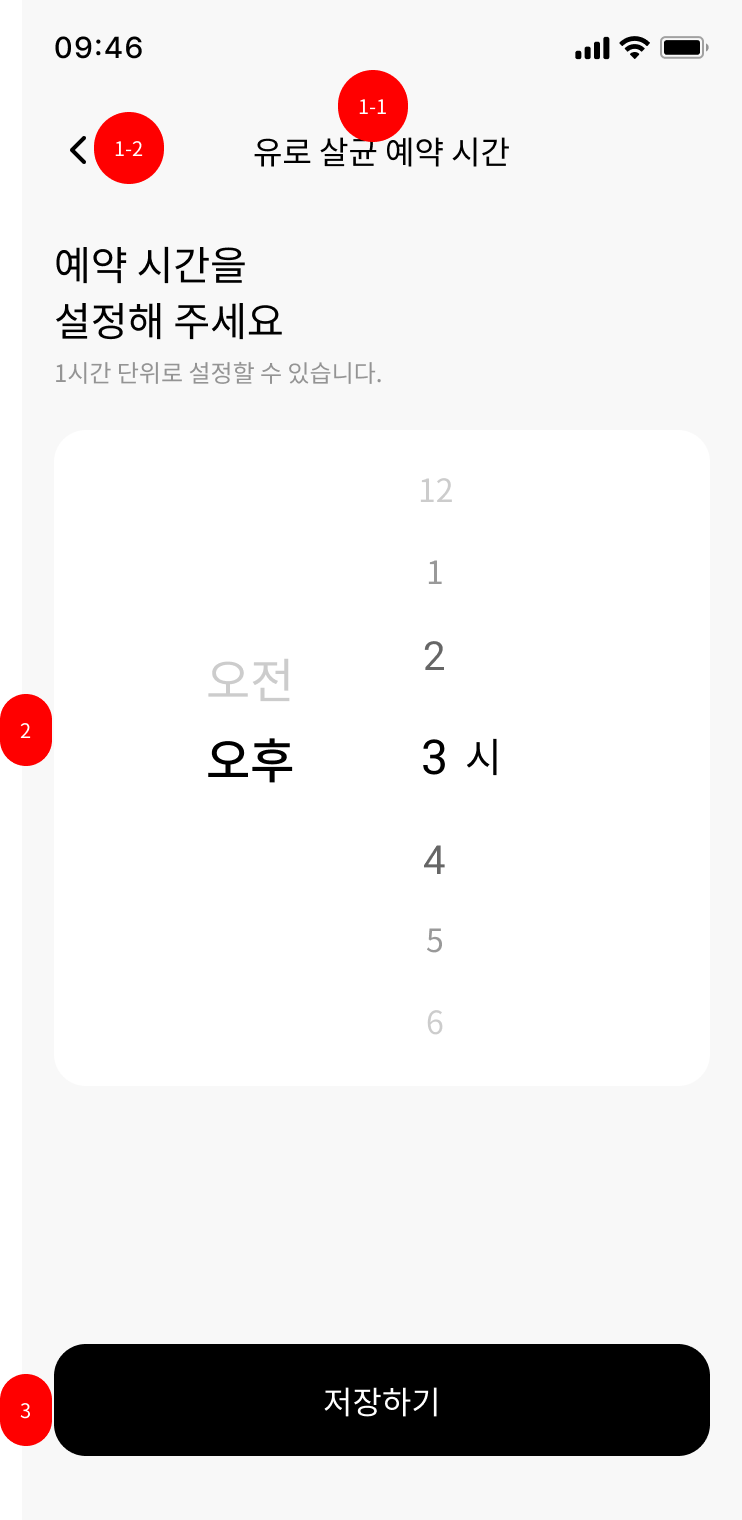 09:46
1-1
1-2
유로 살균 예약 시간
예약 시간을
설정해 주세요
1시간 단위로 설정할 수 있습니다.
12
1
2
오전
2
오후 3 시
4
5
6
3
저장하기